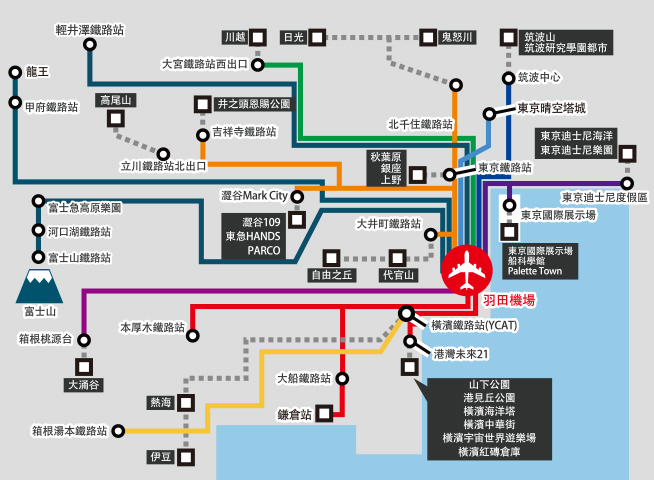 輕井澤鐵路站
川越
日光
鬼怒川
筑波山
筑波研究學園都市
大宮鐵路站西出口
龍王
筑波中心
甲府鐵路站
高尾山
井之頭恩賜公園
東京晴空塔城
北千住鐵路站
吉祥寺鐵路站
東京迪士尼海洋
東京迪士尼樂園
立川鐵路站北出口
秋葉原
銀座
上野
東京鐵路站
澀谷Mark City
東京迪士尼度假區
富士急高原樂園
澀谷109
東急HANDS
PARCO
大井町鐵路站
東京國際展示場
河口湖鐵路站
富士山鐵路站
東京國際展示場
船科學館
Palette Town
自由之丘
代官山
富士山
羽田機場
箱根桃源台
本厚木鐵路站
橫濱鐵路站(YCAT)
港灣未來21
大涌谷
大船鐵路站
熱海
鎌倉站
山下公園
港見丘公園
橫濱海洋塔
橫濱中華街
橫濱宇宙世界遊樂場
橫濱紅磚倉庫
箱根湯本鐵路站
伊豆